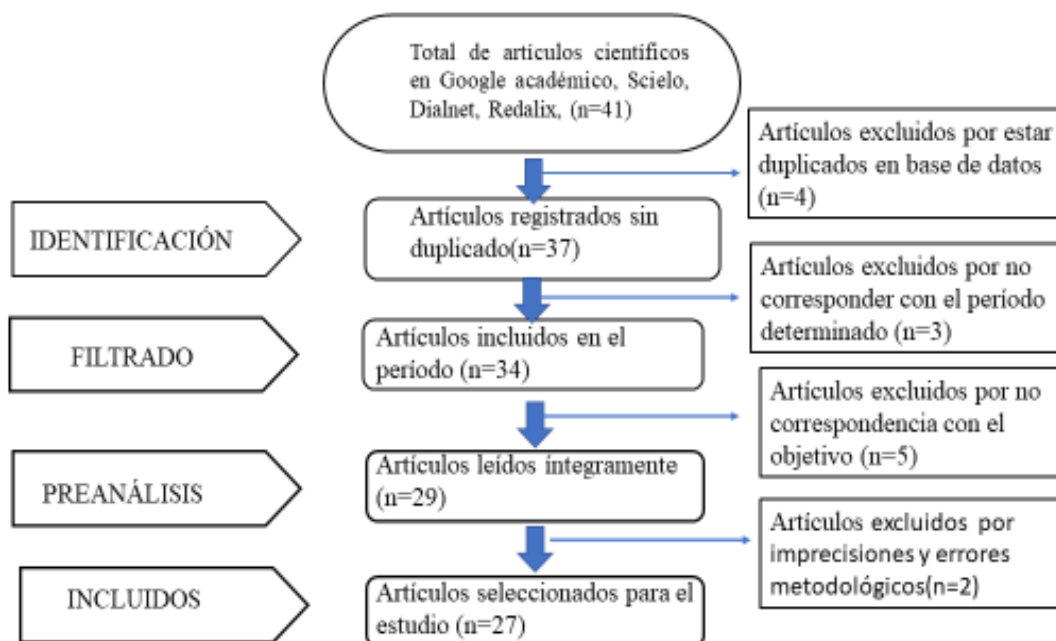 Total de artículos científicos
en Google académico, Scielo,
Dialnet, Redalix, (n=41)
Artículos excluidos por estar
duplicados en base de datos
(n=4)
IDENTIFICACIÓN
Artículos registrados sin
duplicado(n=37)
Artículos excluidos por no
corresponder con el período
determinado (n=3)
FILTRADO
Artículos incluidos en el
período (n=34)
Artículos excluidos por no
correspondencia con el
objetivo (n=5)
PREANÁLISIS
Artículos leídos íntegramente
(n=29)
Artículos excluidos por
imprecisiones y errores
metodológicos(n=2)
INCLUIDOS
Artículos seleccionados para el
estudio (n=27)